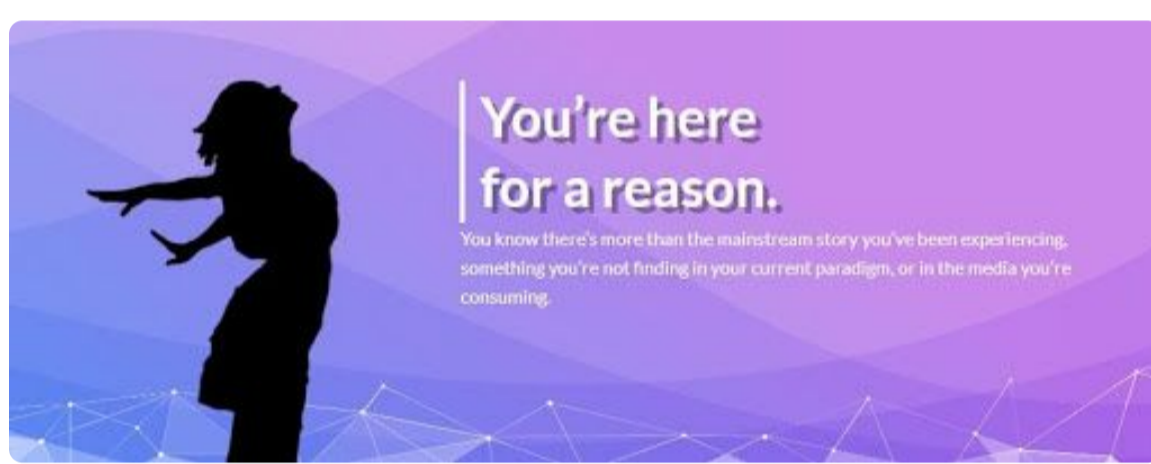 You're here
for a reason.
You know there's more than the mainstream story you've been experiencing,
something you're not finding in your current paradigm, or in the media you're
consuming.